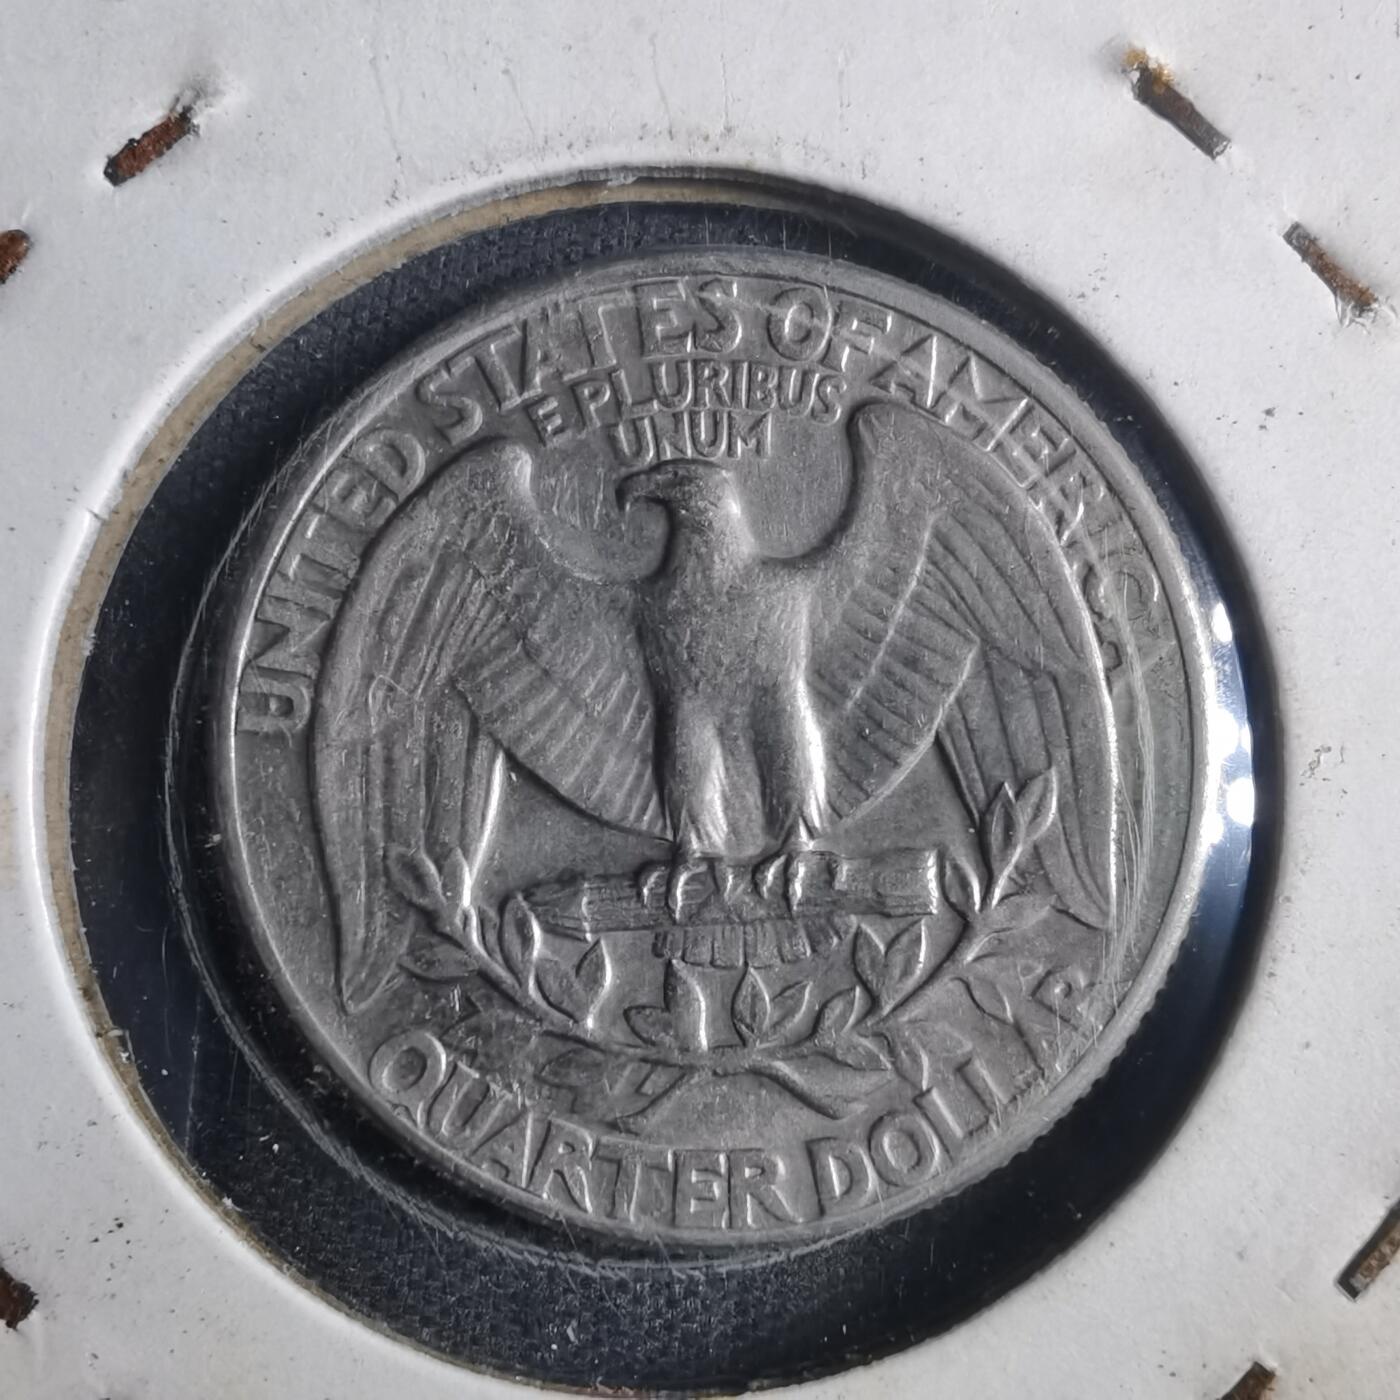 UNITED STATES OF AMERICA
E PLURIBUS
UNUM
QUARTER DOLLAR